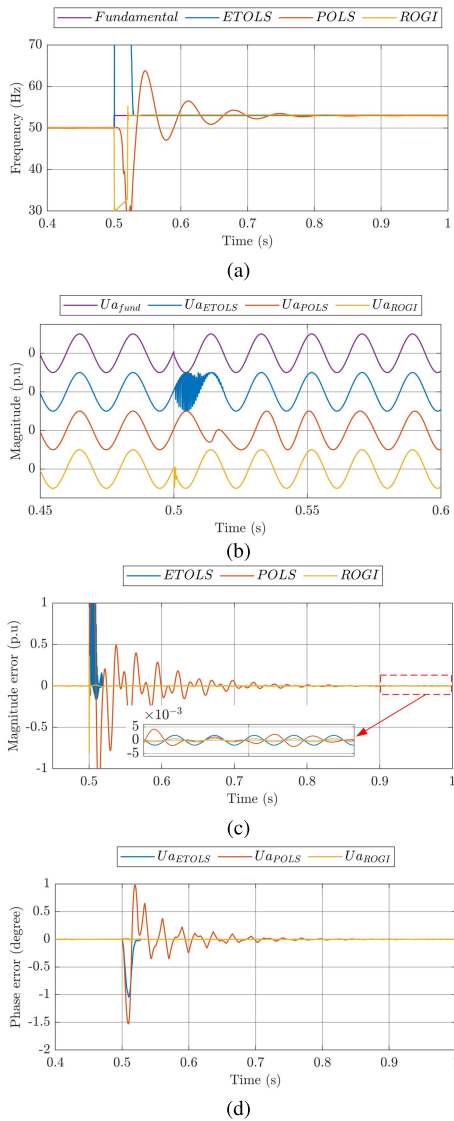 Fundamental ETOLS POLS ROGI
70
60
50
40
30
Frequency (Hz)
0.4 0.5 0.6 0.7 0.8 0.9 1
Time (s)
(a)
Ua_fund Ua_ETOLS Ua_POLS Ua_ROGI
0
0
0
0
Magnitude (p.u)
0.45 0.5 0.55 0.6
Time (s)
(b)
ETOLS POLS ROGI
1
0.5
0
-0.5
-1
Magnitude error (p.u)
×10⁻³
5
0
-5
0.5 0.6 0.7 0.8 0.9 1
Time (s)
(c)
Ua_ETOLS Ua_POLS Ua_ROGI
1
0.5
0
-0.5
-1
-1.5
-2
Phase error (degree)
0.4 0.5 0.6 0.7 0.8 0.9 1
Time (s)
(d)